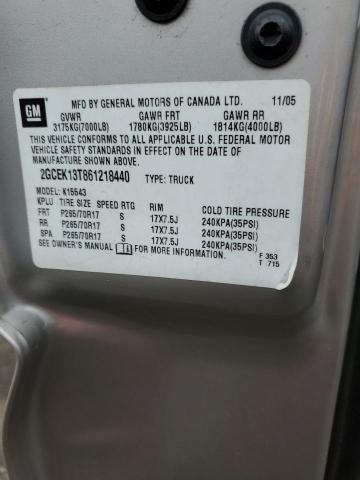 GM
MFD BY GENERAL MOTORS OF CANADA LTD. 11/05
GVWR GAWR FRT GAWR RR
3175KG(7000LB) 1780KG(3925LB) 1814KG(4000LB)
THIS VEHICLE CONFORMS TO ALL APPLICABLE U.S. FEDERAL MOTOR
VEHICLE SAFETY STANDARDS IN EFFECT ON THE DATE OF
MANUFACTURE SHOWN ABOVE.
2GCEK13T861218440 TYPE: TRUCK
MODEL: K15543
KPLU TIRE SIZE SPEED RTG RIM COLD TIRE PRESSURE
FRT P265/70R17 S 17X7.5J 240KPA(35PSI)
RR P265/70R17 S 17X7.5J 240KPA(35PSI)
SPA P265/70R17 S 17X7.5J 240KPA(35PSI)
SEE OWNER'S MANUAL FOR MORE INFORMATION.
F 353
T 715